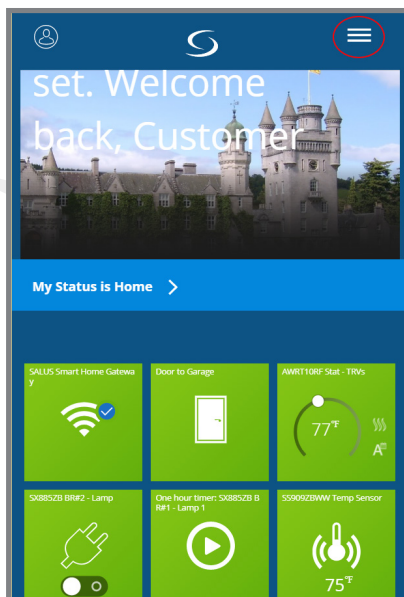 set. Welcome
back, Customer
My Status is Home
SALUS Smart Home Gatewa
y
Door to Garage
AWRT10RF Stat - TRVs
77°F
A
SX885ZB BR#2 - Lamp
One hour timer: SX885ZB B
R#1 - Lamp 1
SS909ZBWW Temp Sensor
75°F